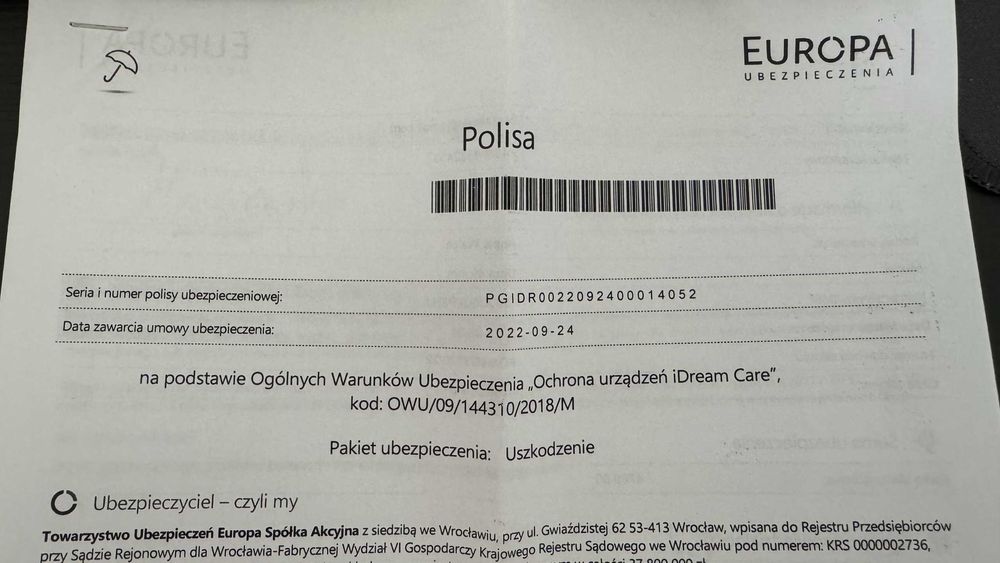 EUROPA
UBEZPIECZENIA
Polisa
Seria i numer polisy ubezpieczeniowej: PGIDR0022092400014052
Data zawarcia umowy ubezpieczenia: 2022-09-24
na podstawie Ogólnych Warunków Ubezpieczenia „Ochrona urządzeń iDream Care”,
kod: OWU/09/144310/2018/M
Pakiet ubezpieczenia: Uszkodzenie
Ubezpieczyciel – czyli my
Towarzystwo Ubezpieczeń Europa Spółka Akcyjna z siedzibą we Wrocławiu, przy ul. Gwiaździstej 62 53-413 Wrocław, wpisana do Rejestru Przedsiębiorców
przy Sądzie Rejonowym dla Wrocławia-Fabrycznej Wydział VI Gospodarczy Krajowego Rejestru Sądowego we Wrocławiu pod numerem: KRS 0000002736,